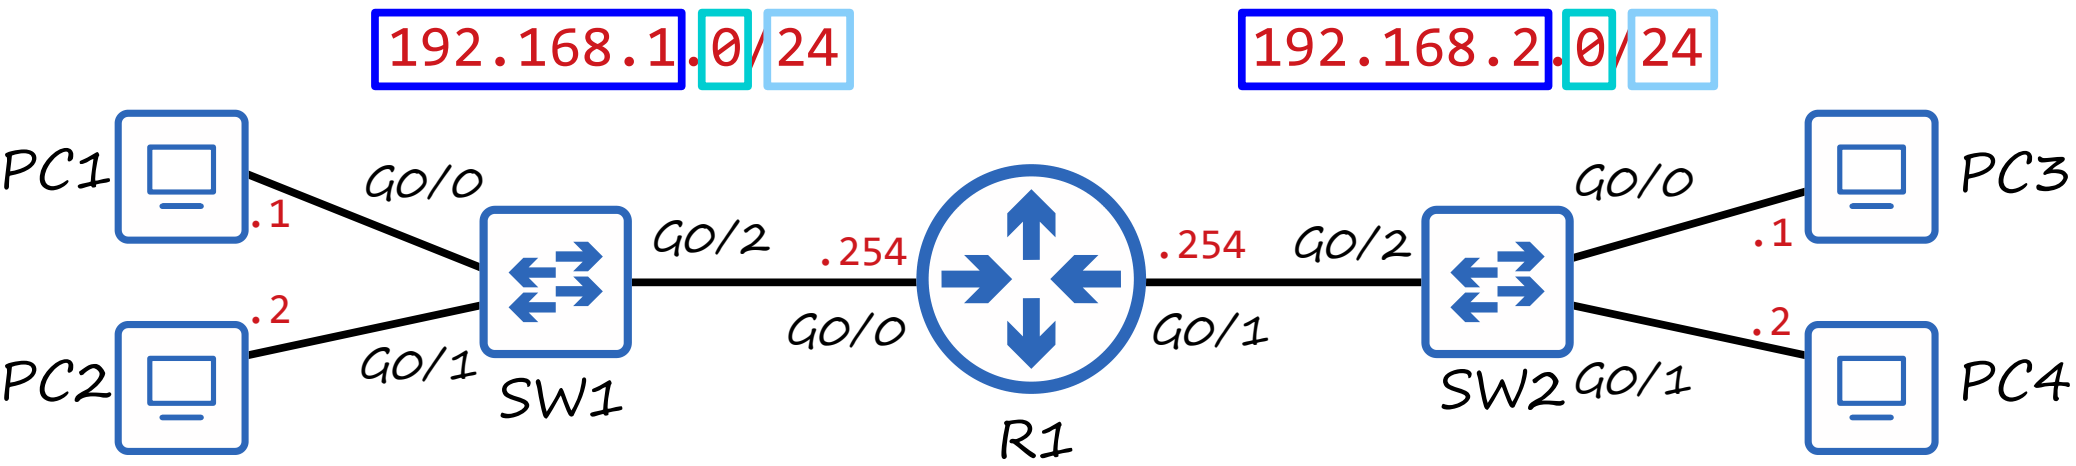 192.168.1.0/24
192.168.2.0/24
PC1
G0/0
.1
G0/2
.254
.254
G0/2
G0/0
.1
PC3
PC2
.2
G0/1
SW1
G0/0
R1
G0/1
SW2
G0/1
.2
PC4